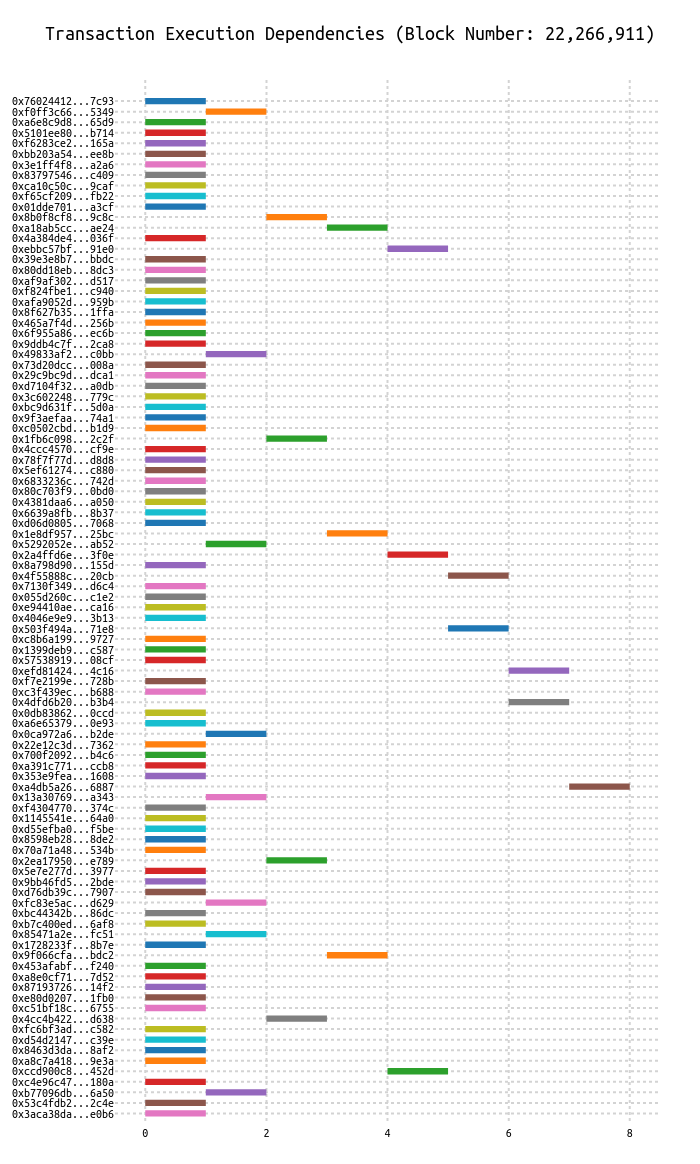 Transaction Execution Dependencies (Block Number: 22,266,911)
0x76024412...7c93
0xf0ff3c66...5349
0xa6e8c9d8...65d9
0x5101ee80...b714
0xf6283ce2...165a
0xbb203a54...ee8b
0x3e1ff4f8...a2a6
0x83797546...c409
0xca10c50c...9caf
0xf65cf209...fb22
0x01dde701...a3cf
0x8b0f8cf8...9c8c
0xa18ab5cc...ae24
0x4a384de4...036f
0xebbc57bf...91e0
0x39e3e8b7...bbdc
0x80dd18eb...8dc3
0xaf9af302...d517
0xf824fbe1...c940
0xafa9052d...959b
0x8f627b35...1ffa
0x465a7f4d...256b
0x6f955a86...ec6b
0x9ddb4c7f...2ca8
0x49833af2...c0bb
0x73d20dcc...008a
0x29c9bc9d...dca1
0xd7104f32...a0db
0x3c602248...779c
0xbc9d631f...5d0a
0x9f3aefaa...74a1
0xc0502cbd...b1d9
0x1fb6c098...2c2f
0x4ccc4570...cf9e
0x78f7f77d...d8d8
0x5ef61274...c880
0x6833236c...742d
0x80c703f9...0bd0
0x4381daa6...a050
0x6639a8fb...8b37
0xd06d0805...7068
0x1e8df957...25bc
0x5292052e...ab52
0x2a4ffd6e...3f0e
0x8a798d90...155d
0x4f55888c...20cb
0x7130f349...d6c4
0x055d260c...c1e2
0xe94410ae...ca16
0x4046e9e9...3b13
0x503f494a...71e8
0xc8b6a199...9727
0x1399deb9...c587
0x57538919...08cf
0xefd81424...4c16
0xf7e2199e...728b
0xc3f439ec...b688
0x4dfd6b20...b3b4
0x0db83862...0ccd
0xa6e65379...0e93
0x0ca972a6...b2de
0x22e12c3d...7362
0x700f2092...b4c6
0xa391c771...ccb8
0x353e9fea...1608
0xa4db5a26...6887
0x13a30769...a343
0xf4304770...374c
0x1145541e...64a0
0xd55efba0...f5be
0x8598eb28...8de2
0x70a71a48...534b
0x2ea17950...e789
0x5e7e277d...3977
0x9bb46fd5...2bde
0xd76db39c...7907
0xfc83e5ac...d629
0xbc44342b...86dc
0xb7c400ed...6af8
0x85471a2e...fc51
0x1728233f...8b7e
0x9f066cfa...bdc2
0x453afabf...f240
0xa8e0cf71...7d52
0x87193726...14f2
0xe80d0207...1fb0
0xc51bf18c...6755
0x4cc4b422...d638
0xfc6bf3ad...c582
0xd54d2147...c39e
0x8463d3da...8af2
0xa8c7a418...9e3a
0xccd900c8...452d
0xc4e96c47...180a
0xb77096db...6a50
0x53c4fdb2...2c4e
0x3aca38da...e0b6
0 2 4 6 8